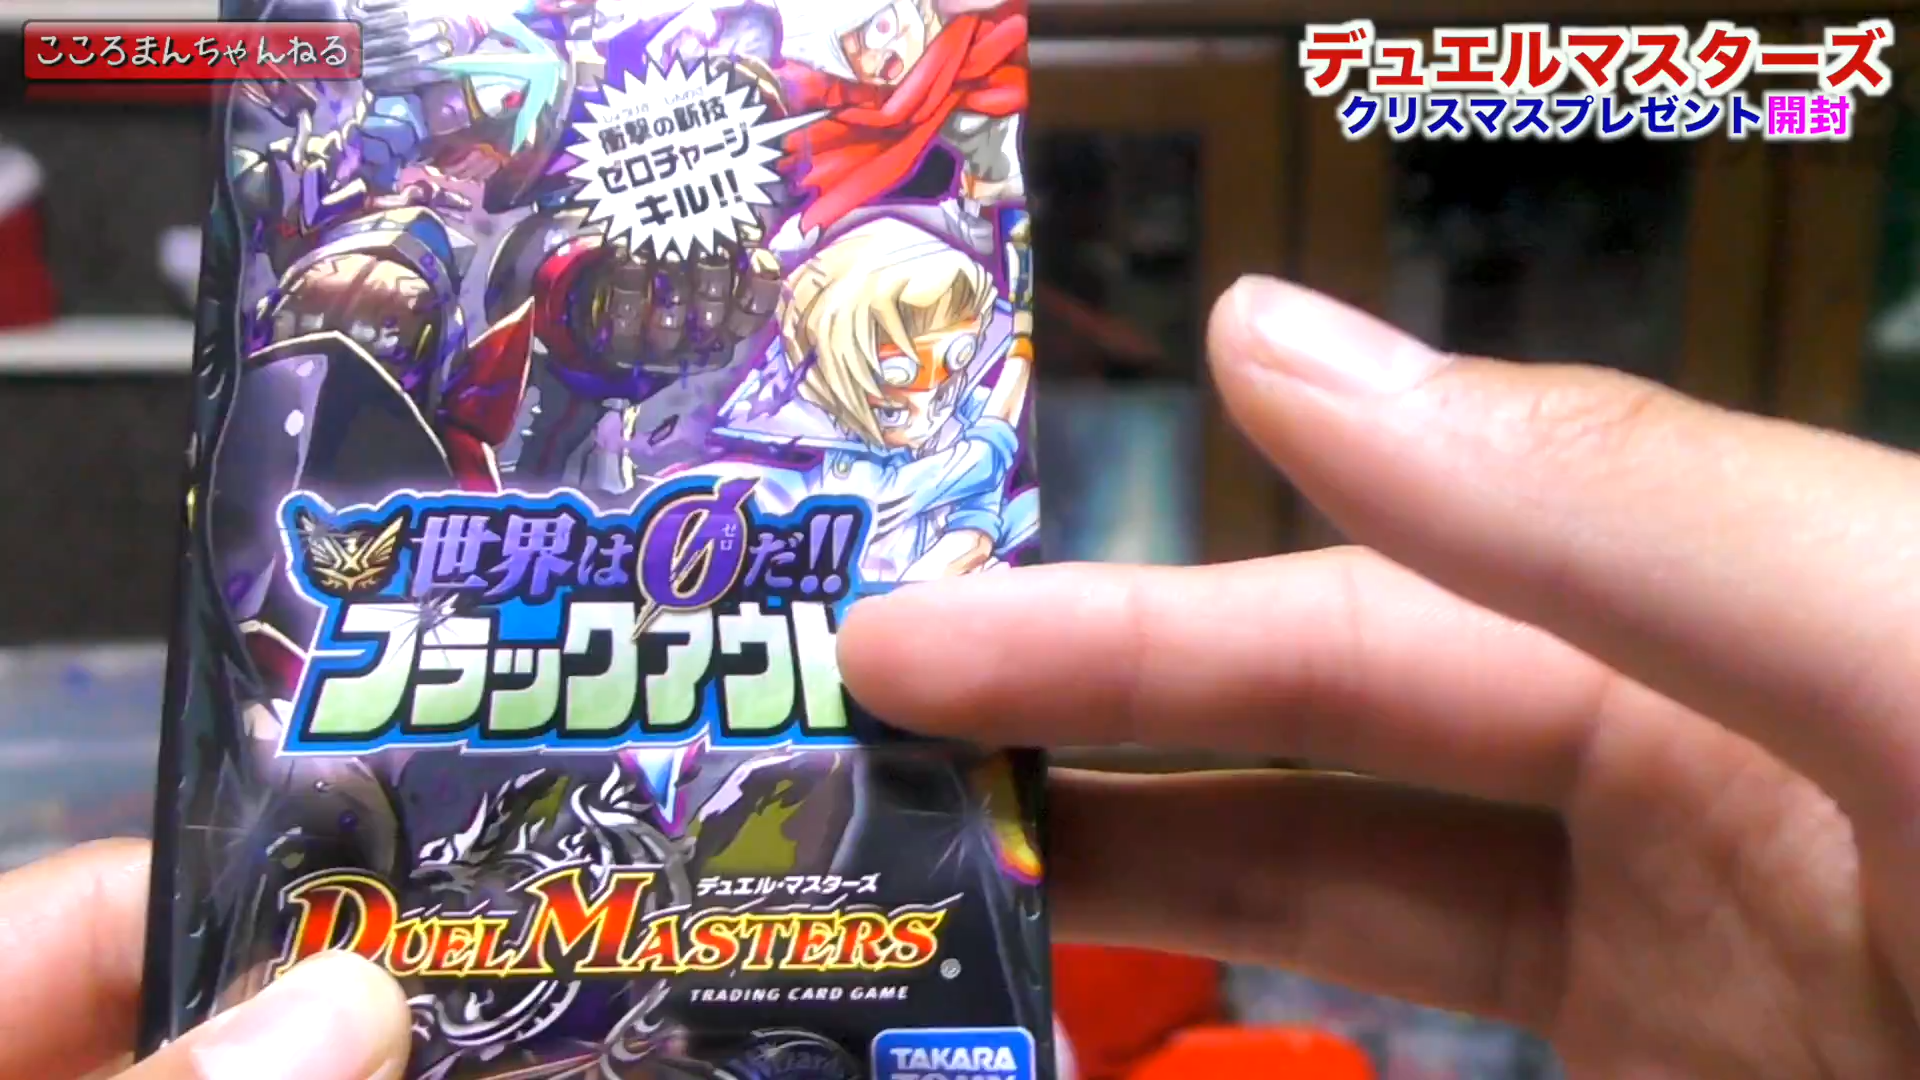 こころまんちゃんねる
デュエルマスターズ
クリスマスプレゼント開封
衝撃の新技
ゼロチャージ
キル!!
世界は0だ!!
ゼロ
ブラックアウト
デュエル・マスターズ
DUEL MASTERS
TRADING CARD GAME
TAKARA
TOMY